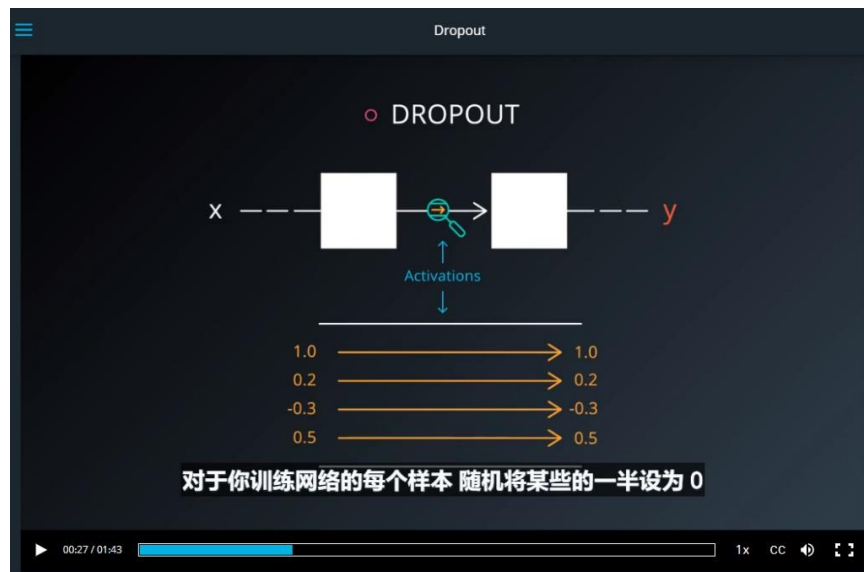 Dropout
DROPOUT
x
y
Activations
1.0 1.0
0.2 0.2
-0.3 -0.3
0.5 0.5
对于你训练网络的每个样本 随机将某些的一半设为 0
00:27 / 01:43 1x CC